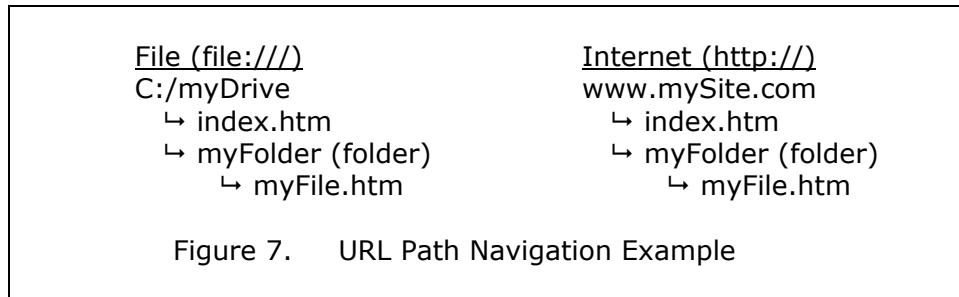 File (file:///)
C:/myDrive
↪ index.htm
↪ myFolder (folder)
↪ myFile.htm
Internet (http://)
www.mySite.com
↪ index.htm
↪ myFolder (folder)
↪ myFile.htm
Figure 7. URL Path Navigation Example